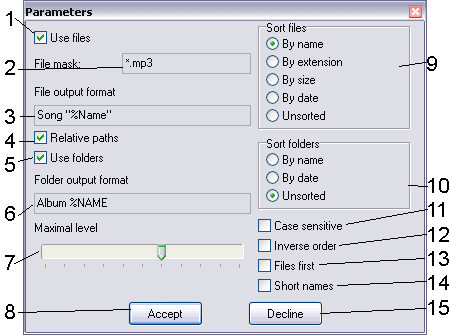 Parameters
1
Use files
2
File mask:
*.mp3
File output format
3
Song "%Name"
4
Relative paths
5
Use folders
Folder output format
6
Album %NAME
Maximal level
7
8
Accept
Sort files
By name
By extension
By size
By date
Unsorted
9
Sort folders
By name
By date
Unsorted
10
Case sensitive
11
Inverse order
12
Files first
13
Short names
14
Decline
15